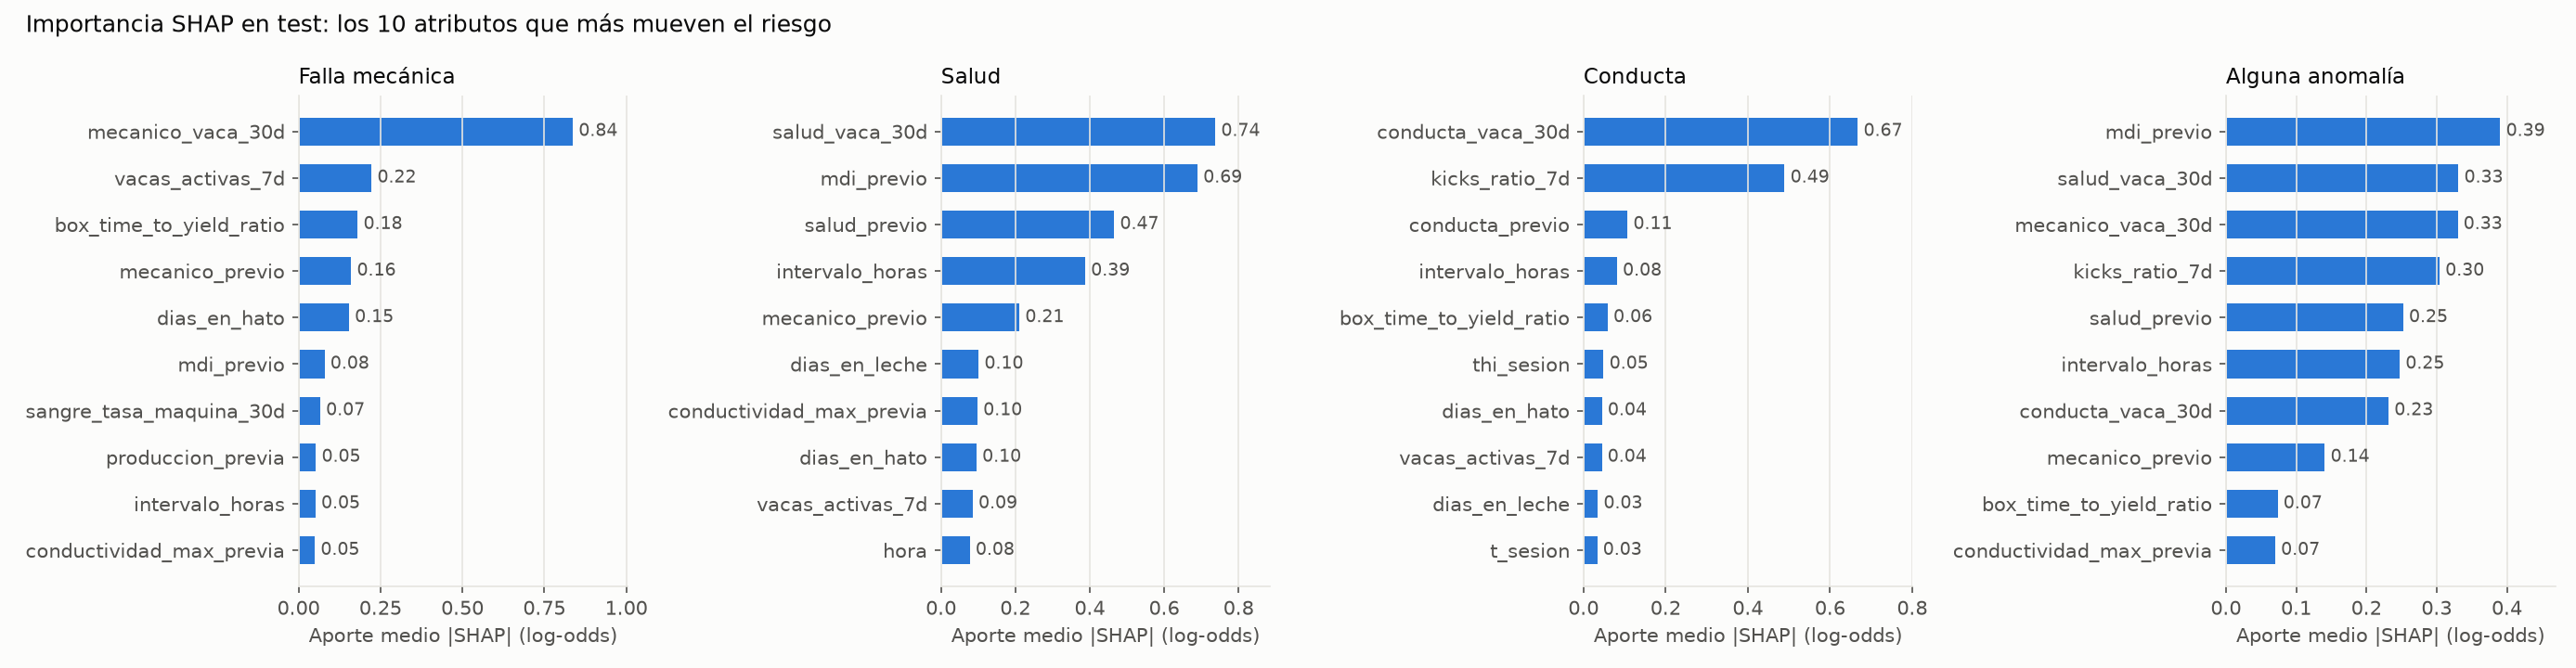 Importancia SHAP en test: los 10 atributos que más mueven el riesgo
Falla mecánica
mecanico_vaca_30d 0.84
vacas_activas_7d 0.22
box_time_to_yield_ratio 0.18
mecanico_previo 0.16
dias_en_hato 0.15
mdi_previo 0.08
sangre_tasa_maquina_30d 0.07
produccion_previa 0.05
intervalo_horas 0.05
conductividad_max_previa 0.05
0.00 0.25 0.50 0.75 1.00
Aporte medio |SHAP| (log-odds)
Salud
salud_vaca_30d 0.74
mdi_previo 0.69
salud_previo 0.47
intervalo_horas 0.39
mecanico_previo 0.21
dias_en_leche 0.10
conductividad_max_previa 0.10
dias_en_hato 0.10
vacas_activas_7d 0.09
hora 0.08
0.0 0.2 0.4 0.6 0.8
Aporte medio |SHAP| (log-odds)
Conducta
conducta_vaca_30d 0.67
kicks_ratio_7d 0.49
conducta_previo 0.11
intervalo_horas 0.08
box_time_to_yield_ratio 0.06
thi_sesion 0.05
dias_en_hato 0.04
vacas_activas_7d 0.04
dias_en_leche 0.03
t_sesion 0.03
0.0 0.2 0.4 0.6 0.8
Aporte medio |SHAP| (log-odds)
Alguna anomalía
mdi_previo 0.39
salud_vaca_30d 0.33
mecanico_vaca_30d 0.33
kicks_ratio_7d 0.30
salud_previo 0.25
intervalo_horas 0.25
conducta_vaca_30d 0.23
mecanico_previo 0.14
box_time_to_yield_ratio 0.07
conductividad_max_previa 0.07
0.0 0.1 0.2 0.3 0.4
Aporte medio |SHAP| (log-odds)